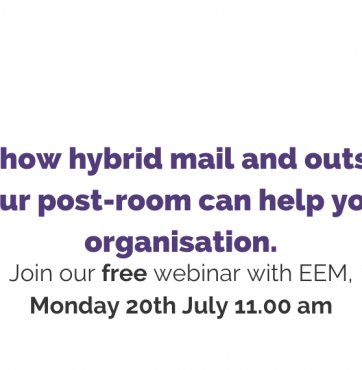 how hybrid mail and outs
ur post-room can help yo
organisation.
Join our free webinar with EEM,
Monday 20th July 11.00 am